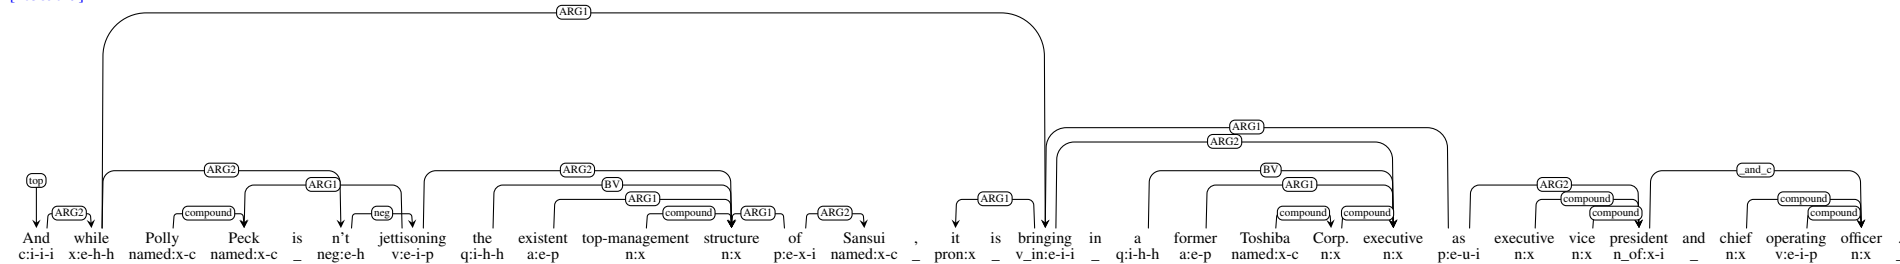 ARG1
ARG1
ARG2
ARG2 ARG2 BV _and_c
top ARG1 BV ARG1 ARG2
ARG1 ARG1 compound compound
ARG2 compound neg compound ARG1 ARG2 compound compound compound compound
And while Polly Peck is n't jettisoning the existent top-management structure of Sansui , it is bringing in a former Toshiba Corp. executive as executive vice president and chief operating officer
c:i-i-i x:e-h-h named:x-c named:x-c _ neg:e-h v:e-i-p q:i-h-h a:e-p n:x n:x p:e-x-i named:x-c _ pron:x _ v_in:e-i-i _ q:i-h-h a:e-p named:x-c n:x n:x p:e-u-i n:x n:x n_of:x-i _ n:x v:e-i-p n:x